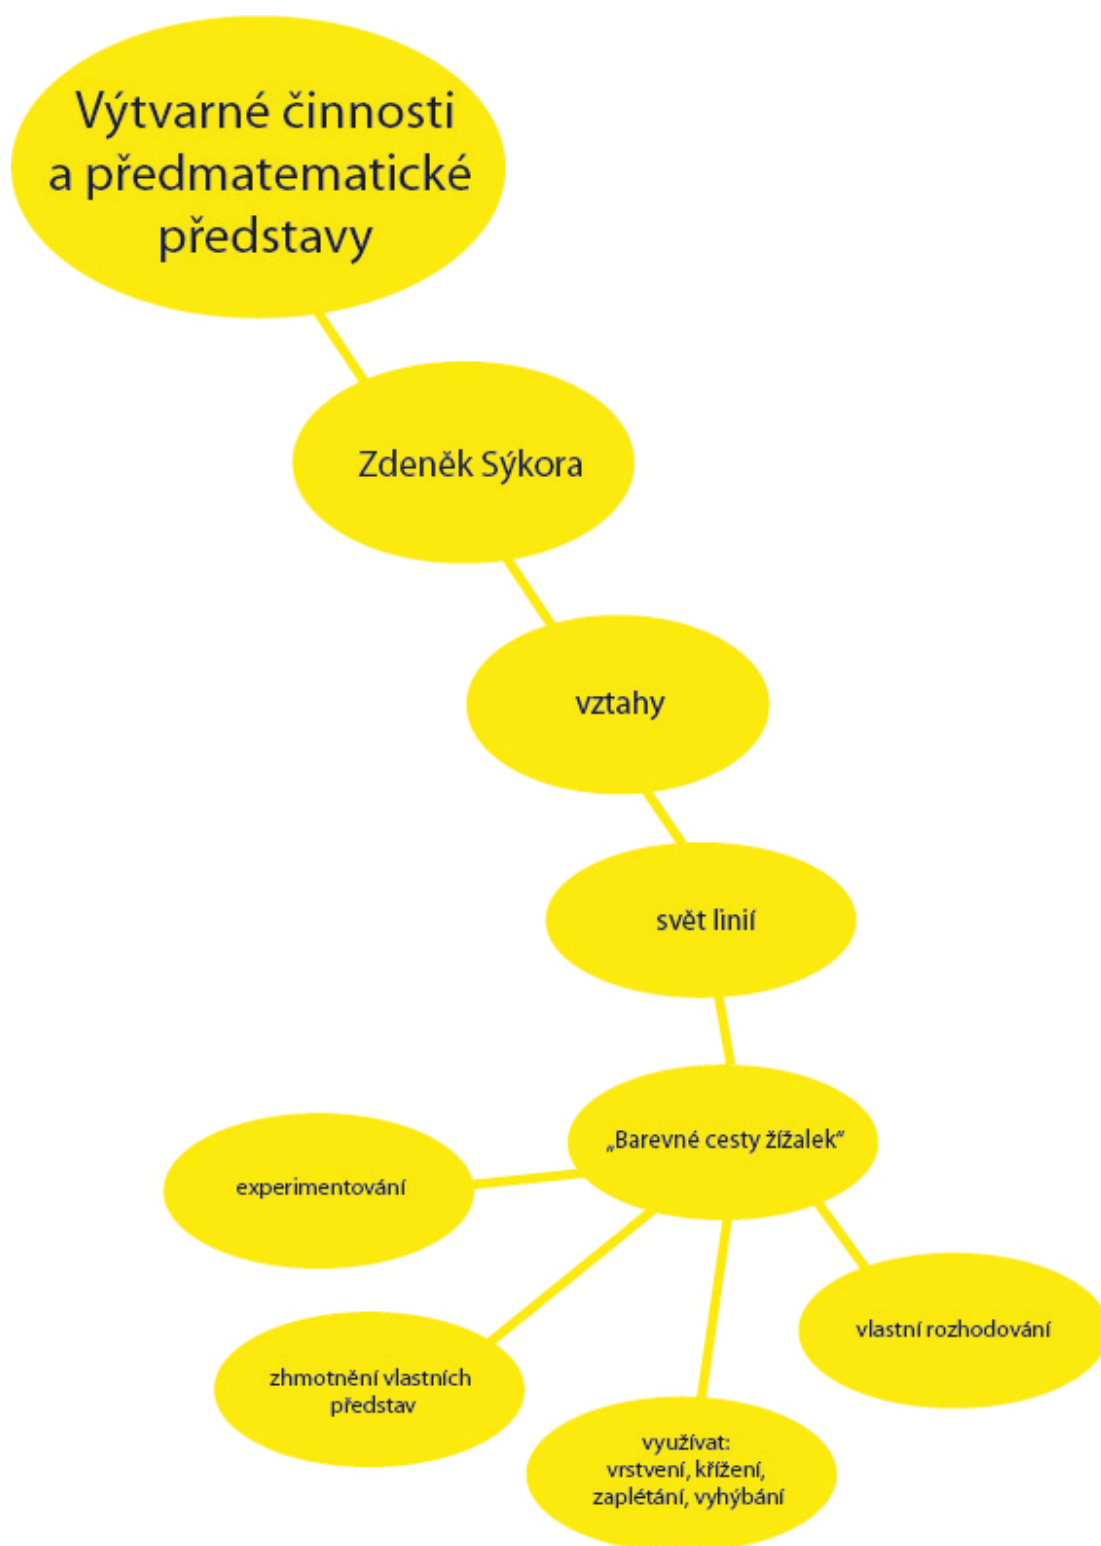 Výtvarné činnosti
a předmatematické
představy
Zdeněk Sýkora
vztahy
svět linií
„Barevné cesty žížalek“
experimentování
vlastní rozhodování
zhmotnění vlastních
představ
využívat:
vrstvení, křížení,
zaplétání, vyhýbání